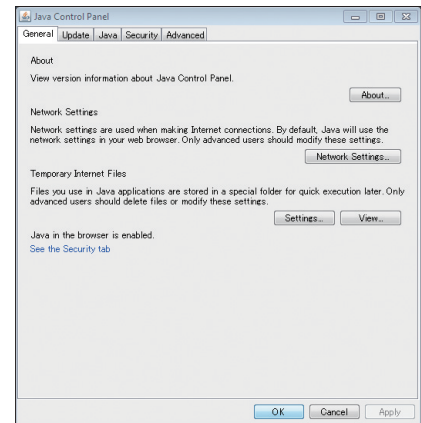 Java Control Panel
General Update Java Security Advanced
About
View version information about Java Control Panel.
About...
Network Settings
Network settings are used when making Internet connections. By default, Java will use the
network settings in your web browser. Only advanced users should modify these settings.
Network Settings...
Temporary Internet Files
Files you use in Java applications are stored in a special folder for quick execution later. Only
advanced users should delete files or modify these settings.
Settings... View...
Java in the browser is enabled.
See the Security tab
OK Cancel Apply